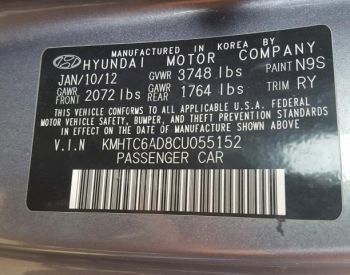 MANUFACTURED IN KOREA BY
HYUNDAI MOTOR COMPANY
JAN/10/12 GVWR 3748 lbs PAINT N9S
GAWR FRONT 2072 lbs GAWR REAR 1764 lbs TRIM RY
THIS VEHICLE CONFORMS TO ALL APPLICABLE U.S. FEDERAL
MOTOR VEHICLE SAFETY, BUMPER, AND THEFT PREVENTION
STANDARDS IN EFFECT ON THE DATE OF MANUFACTURE SHOWN ABOVE.
V.I.N KMHTC6AD8CU055152
PASSENGER CAR